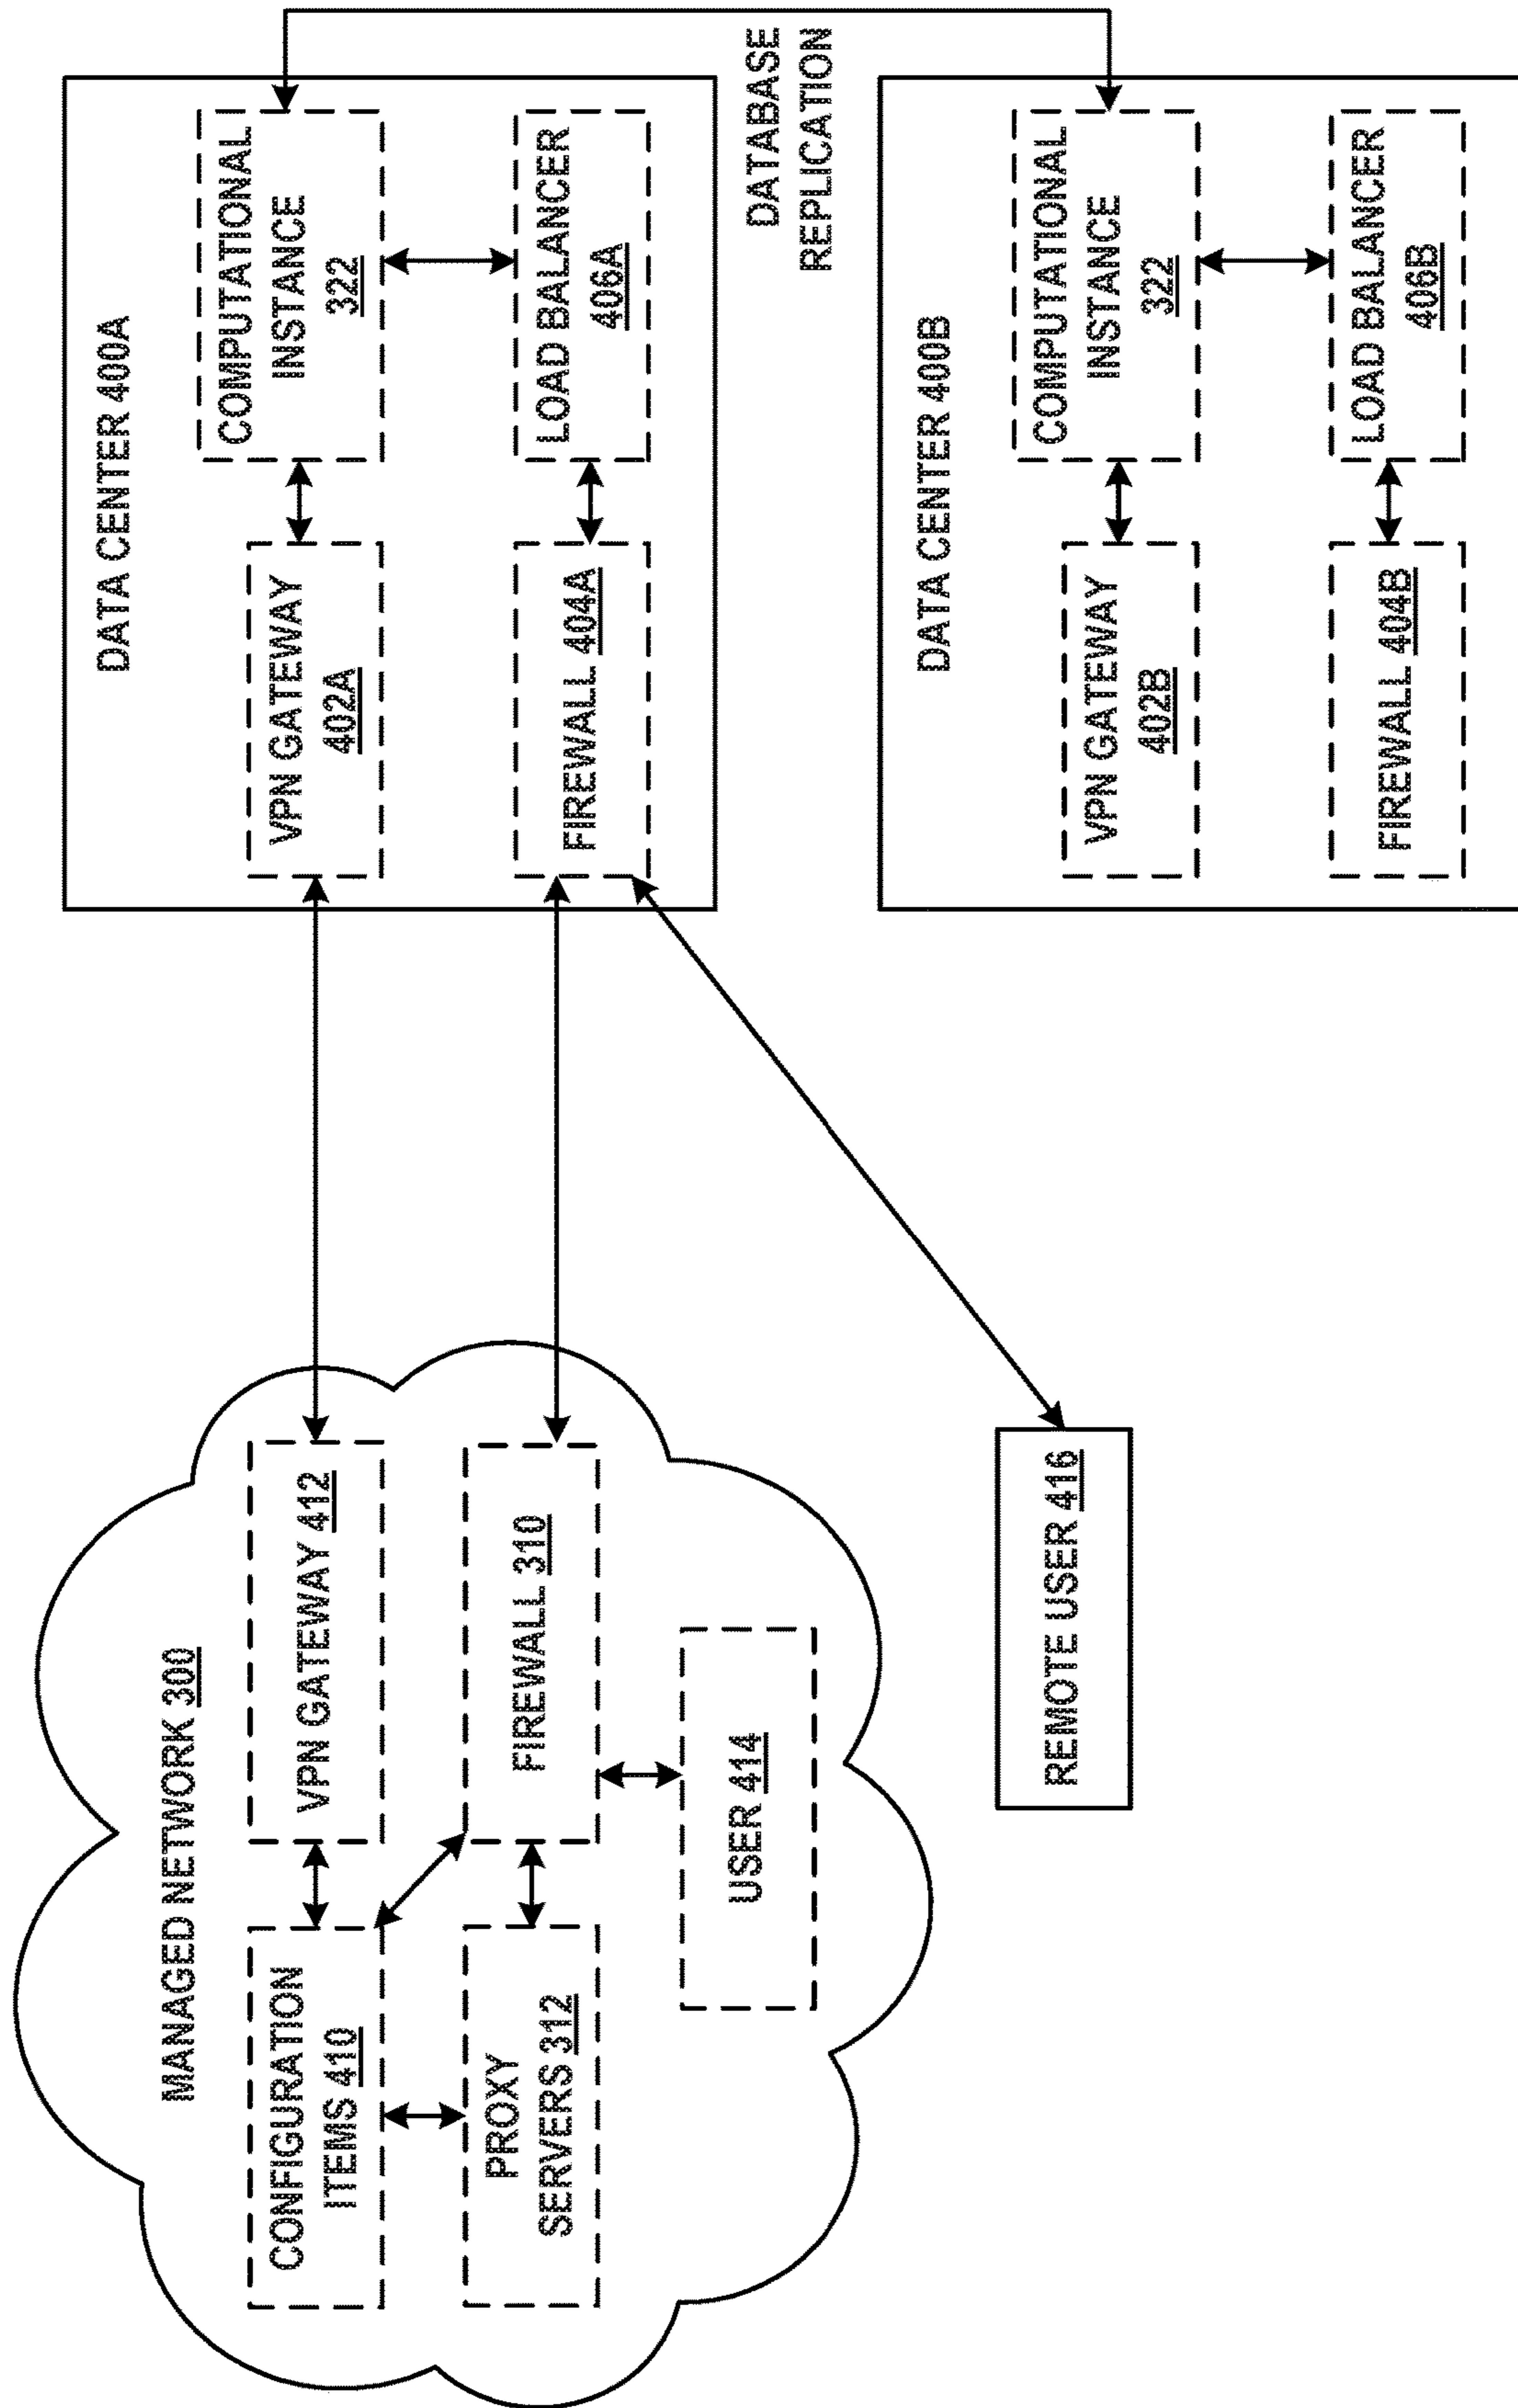 MANAGED NETWORK 300
CONFIGURATION
ITEMS 410
VPN GATEWAY 412
PROXY
SERVERS 312
FIREWALL 310
USER 414
REMOTE USER 416
DATA CENTER 400A
VPN GATEWAY
402A
COMPUTATIONAL
INSTANCE
322
FIREWALL 404A
LOAD BALANCER
406A
DATABASE
REPLICATION
DATA CENTER 400B
VPN GATEWAY
402B
COMPUTATIONAL
INSTANCE
322
FIREWALL 404B
LOAD BALANCER
406B